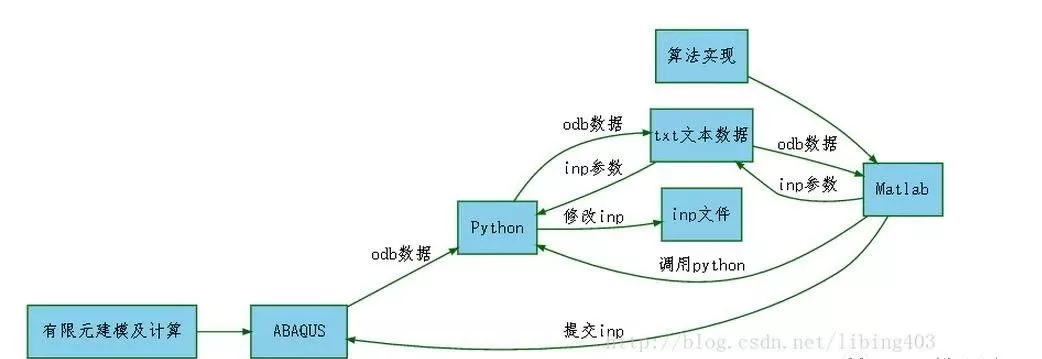 算法实现
odb数据
txt文本数据
odb数据
inp参数
inp参数
Matlab
Python
修改inp
inp文件
odb数据
调用python
有限元建模及计算
ABAQUS
提交inp
http://blog.csdn.net/libing403